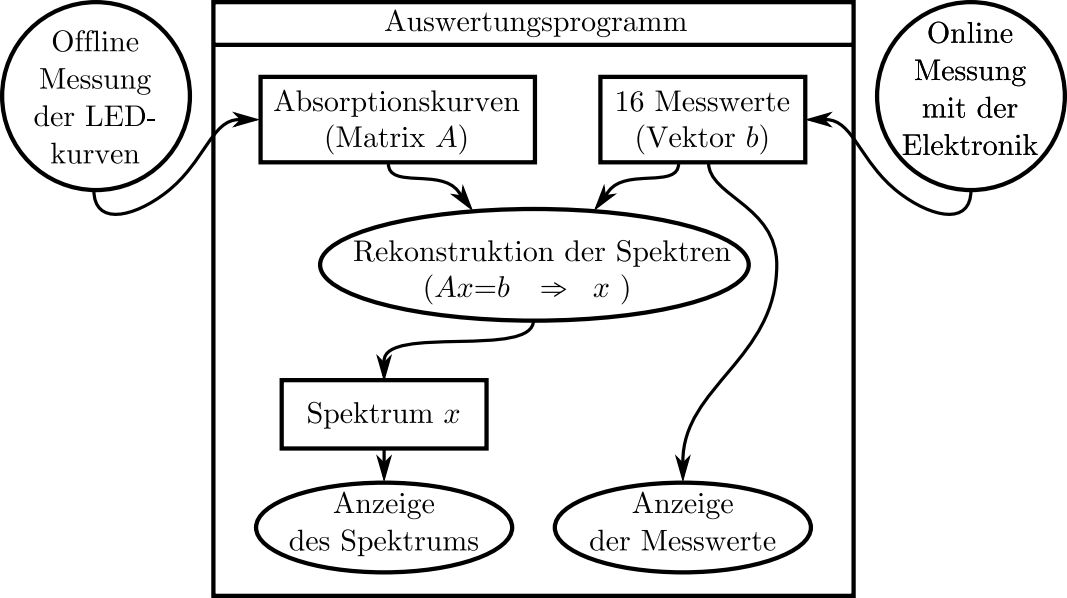 Auswertungsprogramm
Offline
Messung
der LED-
kurven
Absorptionskurven
(Matrix A)
16 Messwerte
(Vektor b)
Online
Messung
mit der
Elektronik
Rekonstruktion der Spektren
(Ax=b ⇒ x )
Spektrum x
Anzeige
des Spektrums
Anzeige
der Messwerte